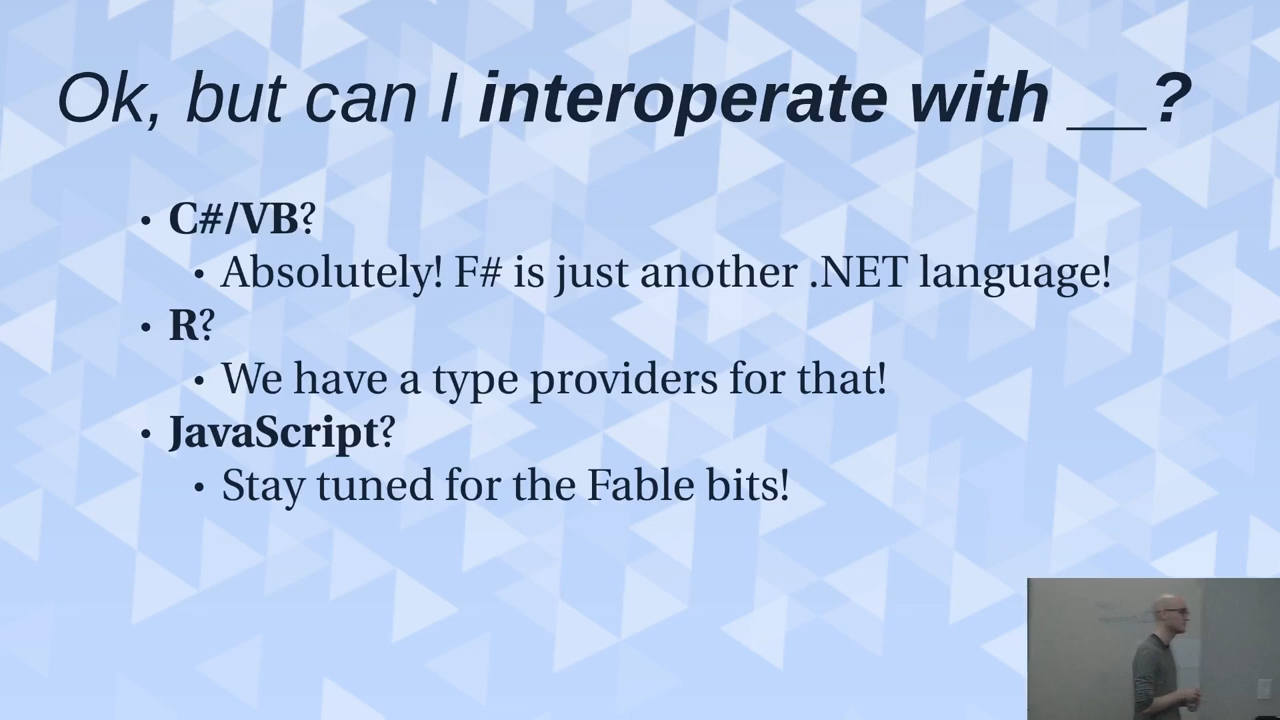 Ok, but can I interoperate with __?
• C#/VB?
• Absolutely! F# is just another .NET language!
• R?
• We have a type providers for that!
• JavaScript?
• Stay tuned for the Fable bits!